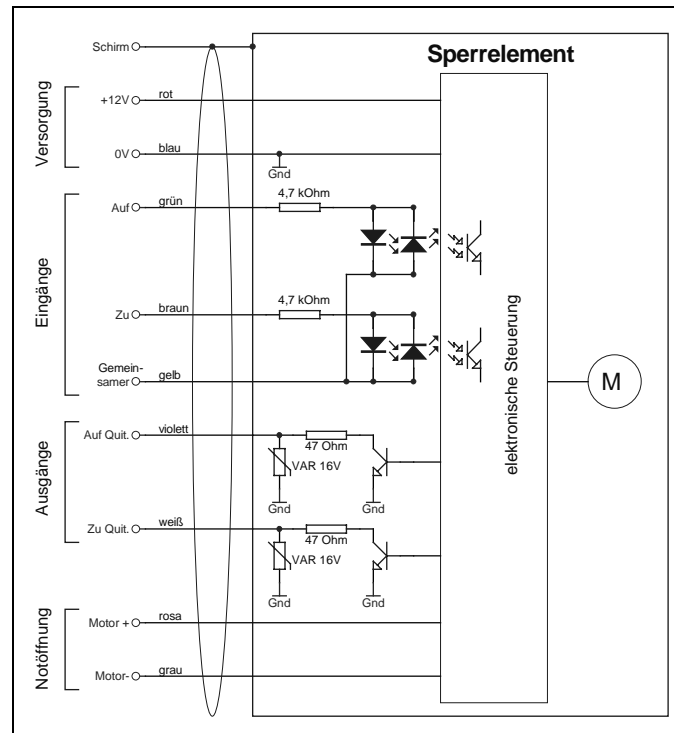 Sperrelement
Schirm
Versorgung
+12V rot
0V blau
Gnd
Eingänge
Auf grün 4,7 kOhm
Zu braun 4,7 kOhm
Gemein-
samer gelb
elektronische Steuerung
M
Ausgänge
Auf Quit. violett
47 Ohm
VAR 16V
Gnd Gnd
Zu Quit. weiß
47 Ohm
VAR 16V
Gnd Gnd
Notöffnung
Motor + rosa
Motor- grau